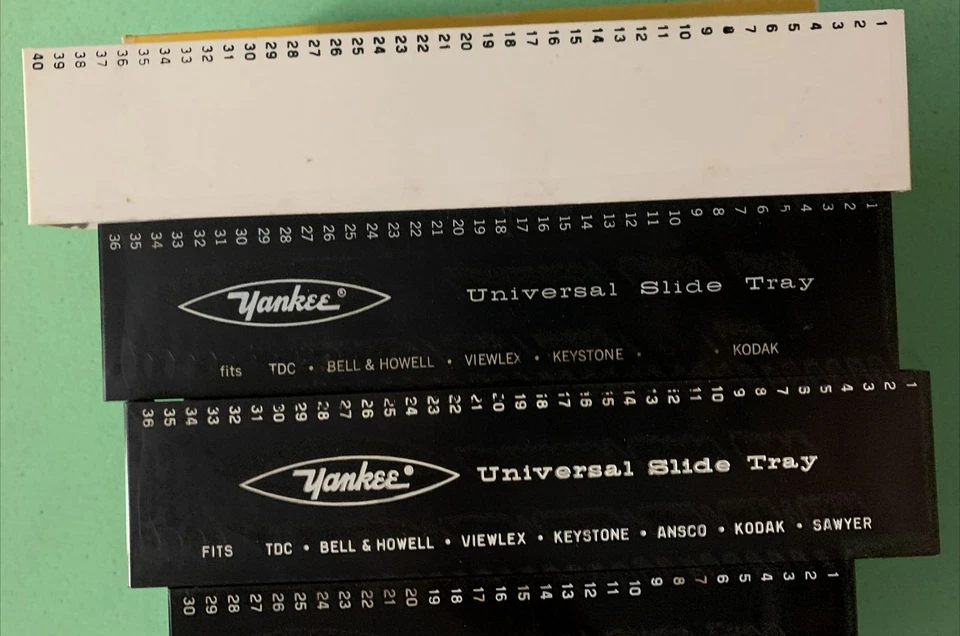 40 39 38 37 36 35 34 33 32 31 30 29 28 27 26 25 24 23 22 21 20 19 18 17 16 15 14 13 12 11 10 9 8 7 6 5 4 3 2 1
36 35 34 33 32 31 30 29 28 27 26 25 24 23 22 21 20 19 18 17 16 15 14 13 12 11 10 9 8 7 6 5 4 3 2 1
Yankee® Universal Slide Tray
fits TDC • BELL & HOWELL • VIEWLEX • KEYSTONE • • KODAK
36 35 34 33 32 31 30 29 28 27 26 25 24 23 22 21 20 19 18 17 16 15 14 13 12 11 10 9 8 7 6 5 4 3 2 1
Yankee® Universal Slide Tray
FITS TDC • BELL & HOWELL • VIEWLEX • KEYSTONE • ANSCO • KODAK • SAWYER
30 29 28 27 26 25 24 23 22 21 20 19 18 17 16 15 14 13 12 11 10 9 8 7 6 5 4 3 2 1